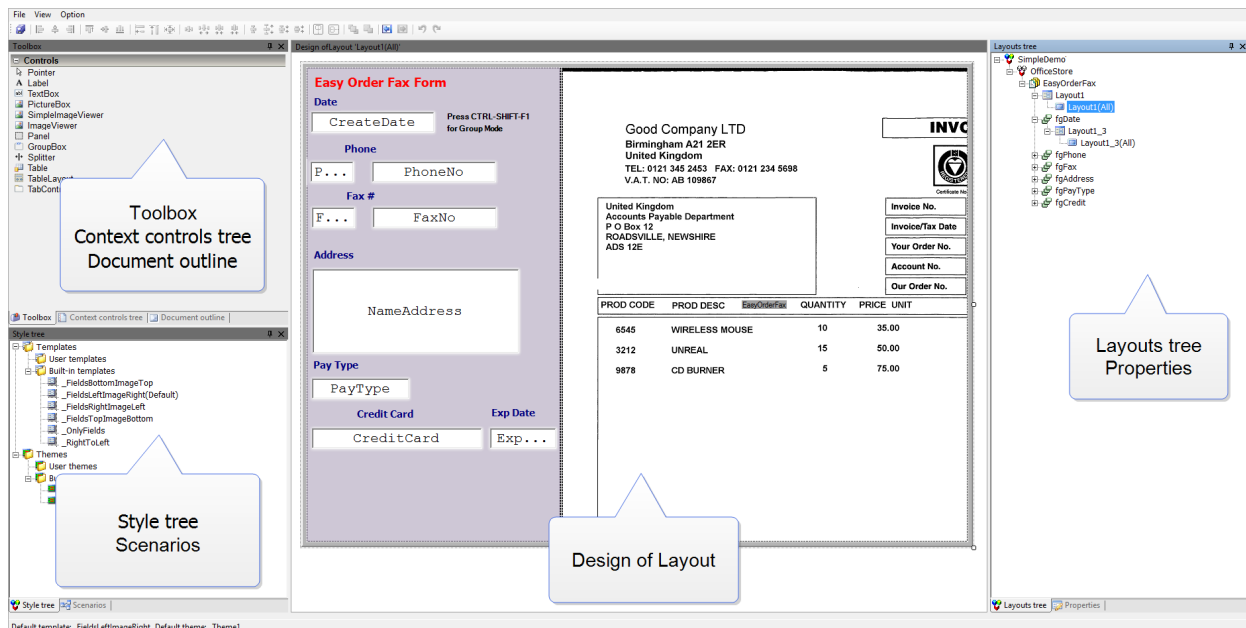 File View Option
Toolbox
Controls
Pointer
Label
TextBox
PictureBox
SimpleImageViewer
ImageViewer
Panel
GroupBox
Splitter
Table
Toolbox
Context controls tree
Document outline
Toolbox Context controls tree Document outline
Style tree
Templates
User templates
Built-in templates
_FieldsBottomImageTop
_FieldsLeftImageRight(Default)
_FieldsRightImageLeft
_FieldsTopImageBottom
_OnlyFields
_RightToLeft
Themes
User themes
Style tree
Scenarios
Style tree Scenarios
Default template: FieldsLeftImageRight Default theme: Theme1
Design ofLayout 'Layout1(All)'
Easy Order Fax Form
Date
CreateDate
Press CTRL-SHIFT-F1
for Group Mode
Phone
P... PhoneNo
Fax #
F... FaxNo
Address
NameAddress
Pay Type
PayType
Credit Card Exp Date
CreditCard Exp...
Good Company LTD
Birmingham A21 2ER
United Kingdom
TEL: 0121 345 2453 FAX: 0121 234 5698
V.A.T. NO: AB 109867
INVO
Certificate No
United Kingdom
Accounts Payable Department
P O Box 12
ROADSVILLE, NEWSHIRE
ADS 12E
Invoice No.
Invoice/Tax Date
Your Order No.
Account No.
Our Order No.
PROD CODE PROD DESC EasyOrderFax QUANTITY PRICE UNIT
6545 WIRELESS MOUSE 10 35.00
3212 UNREAL 15 50.00
9878 CD BURNER 5 75.00
Design of Layout
Layouts tree
SimpleDemo
OfficeStore
EasyOrderFax
Layout1
Layout1(All)
fgDate
Layout1_3
Layout1_3(All)
fgPhone
fgFax
fgAddress
fgPayType
fgCredit
Layouts tree
Properties
Layouts tree Properties